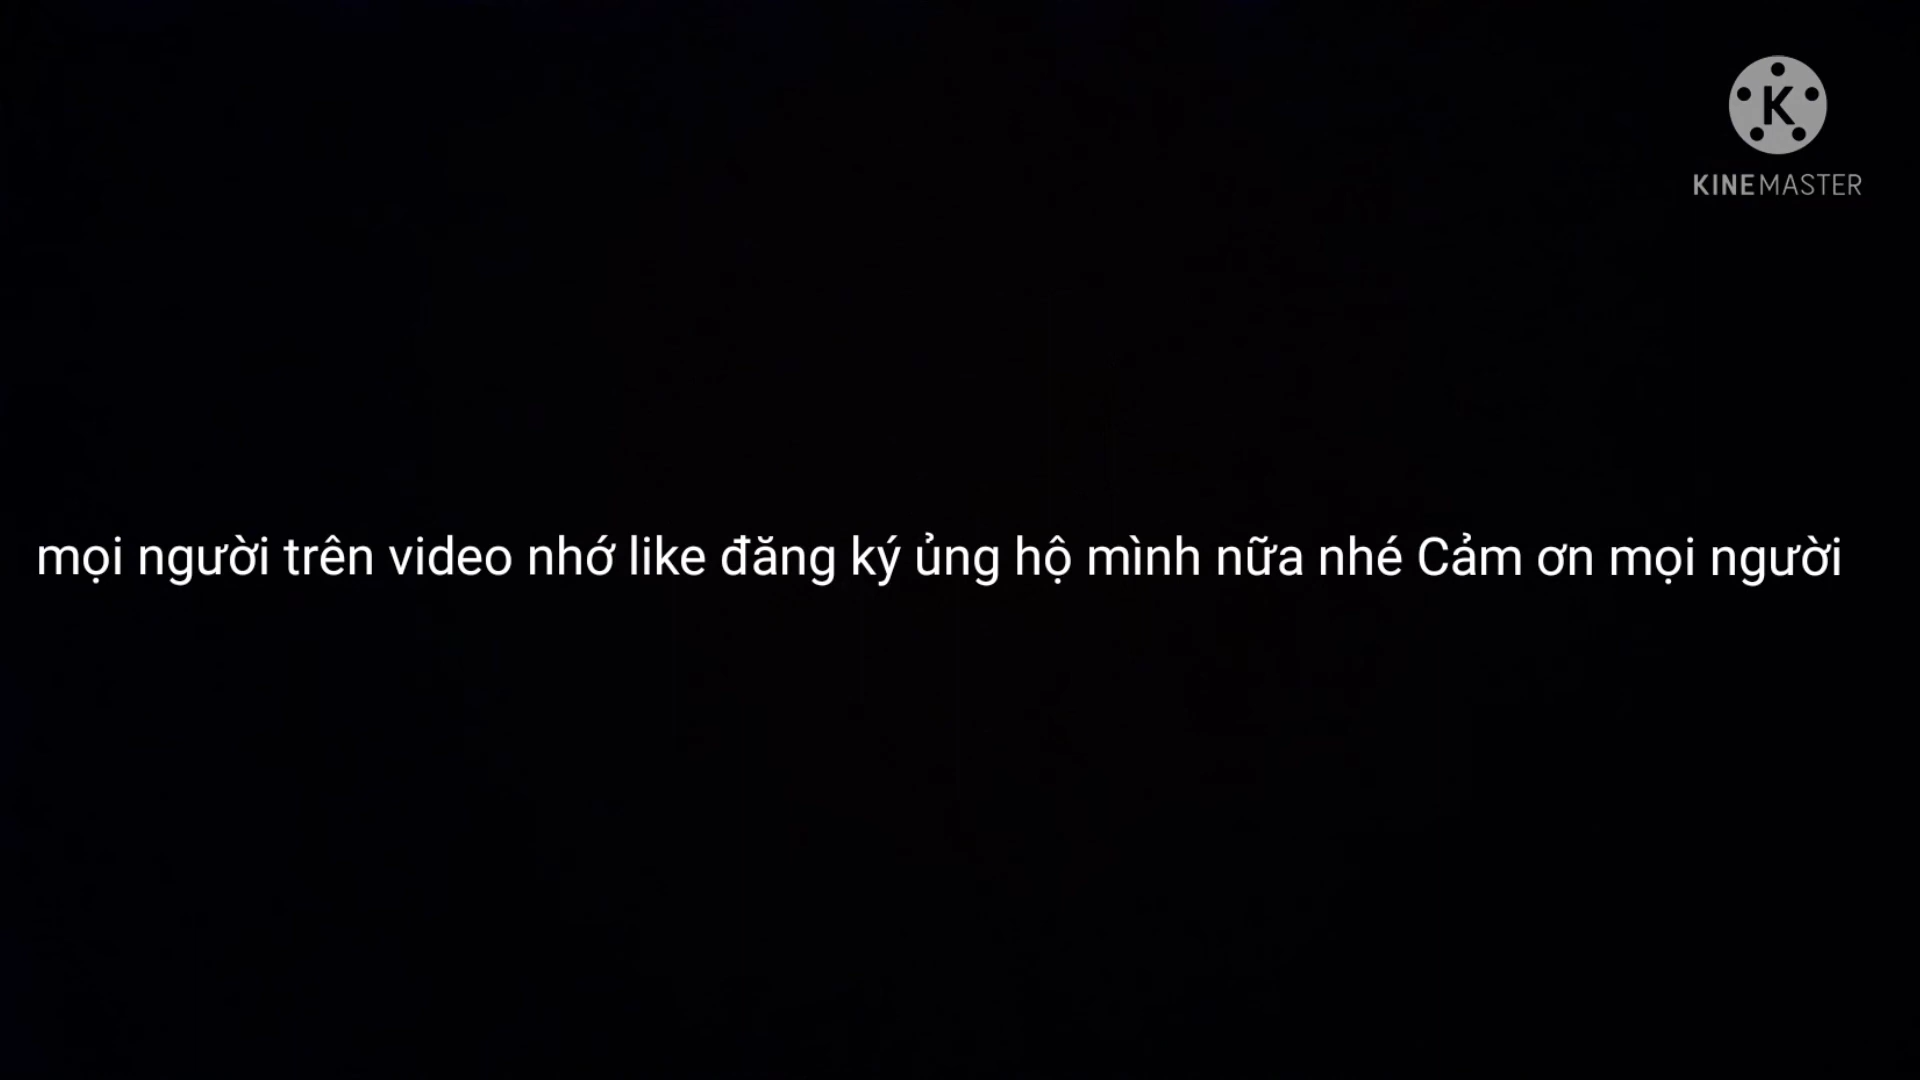 K
KINEMASTER
mọi người trên video nhớ like đăng ký ủng hộ mình nữa nhé Cảm ơn mọi người